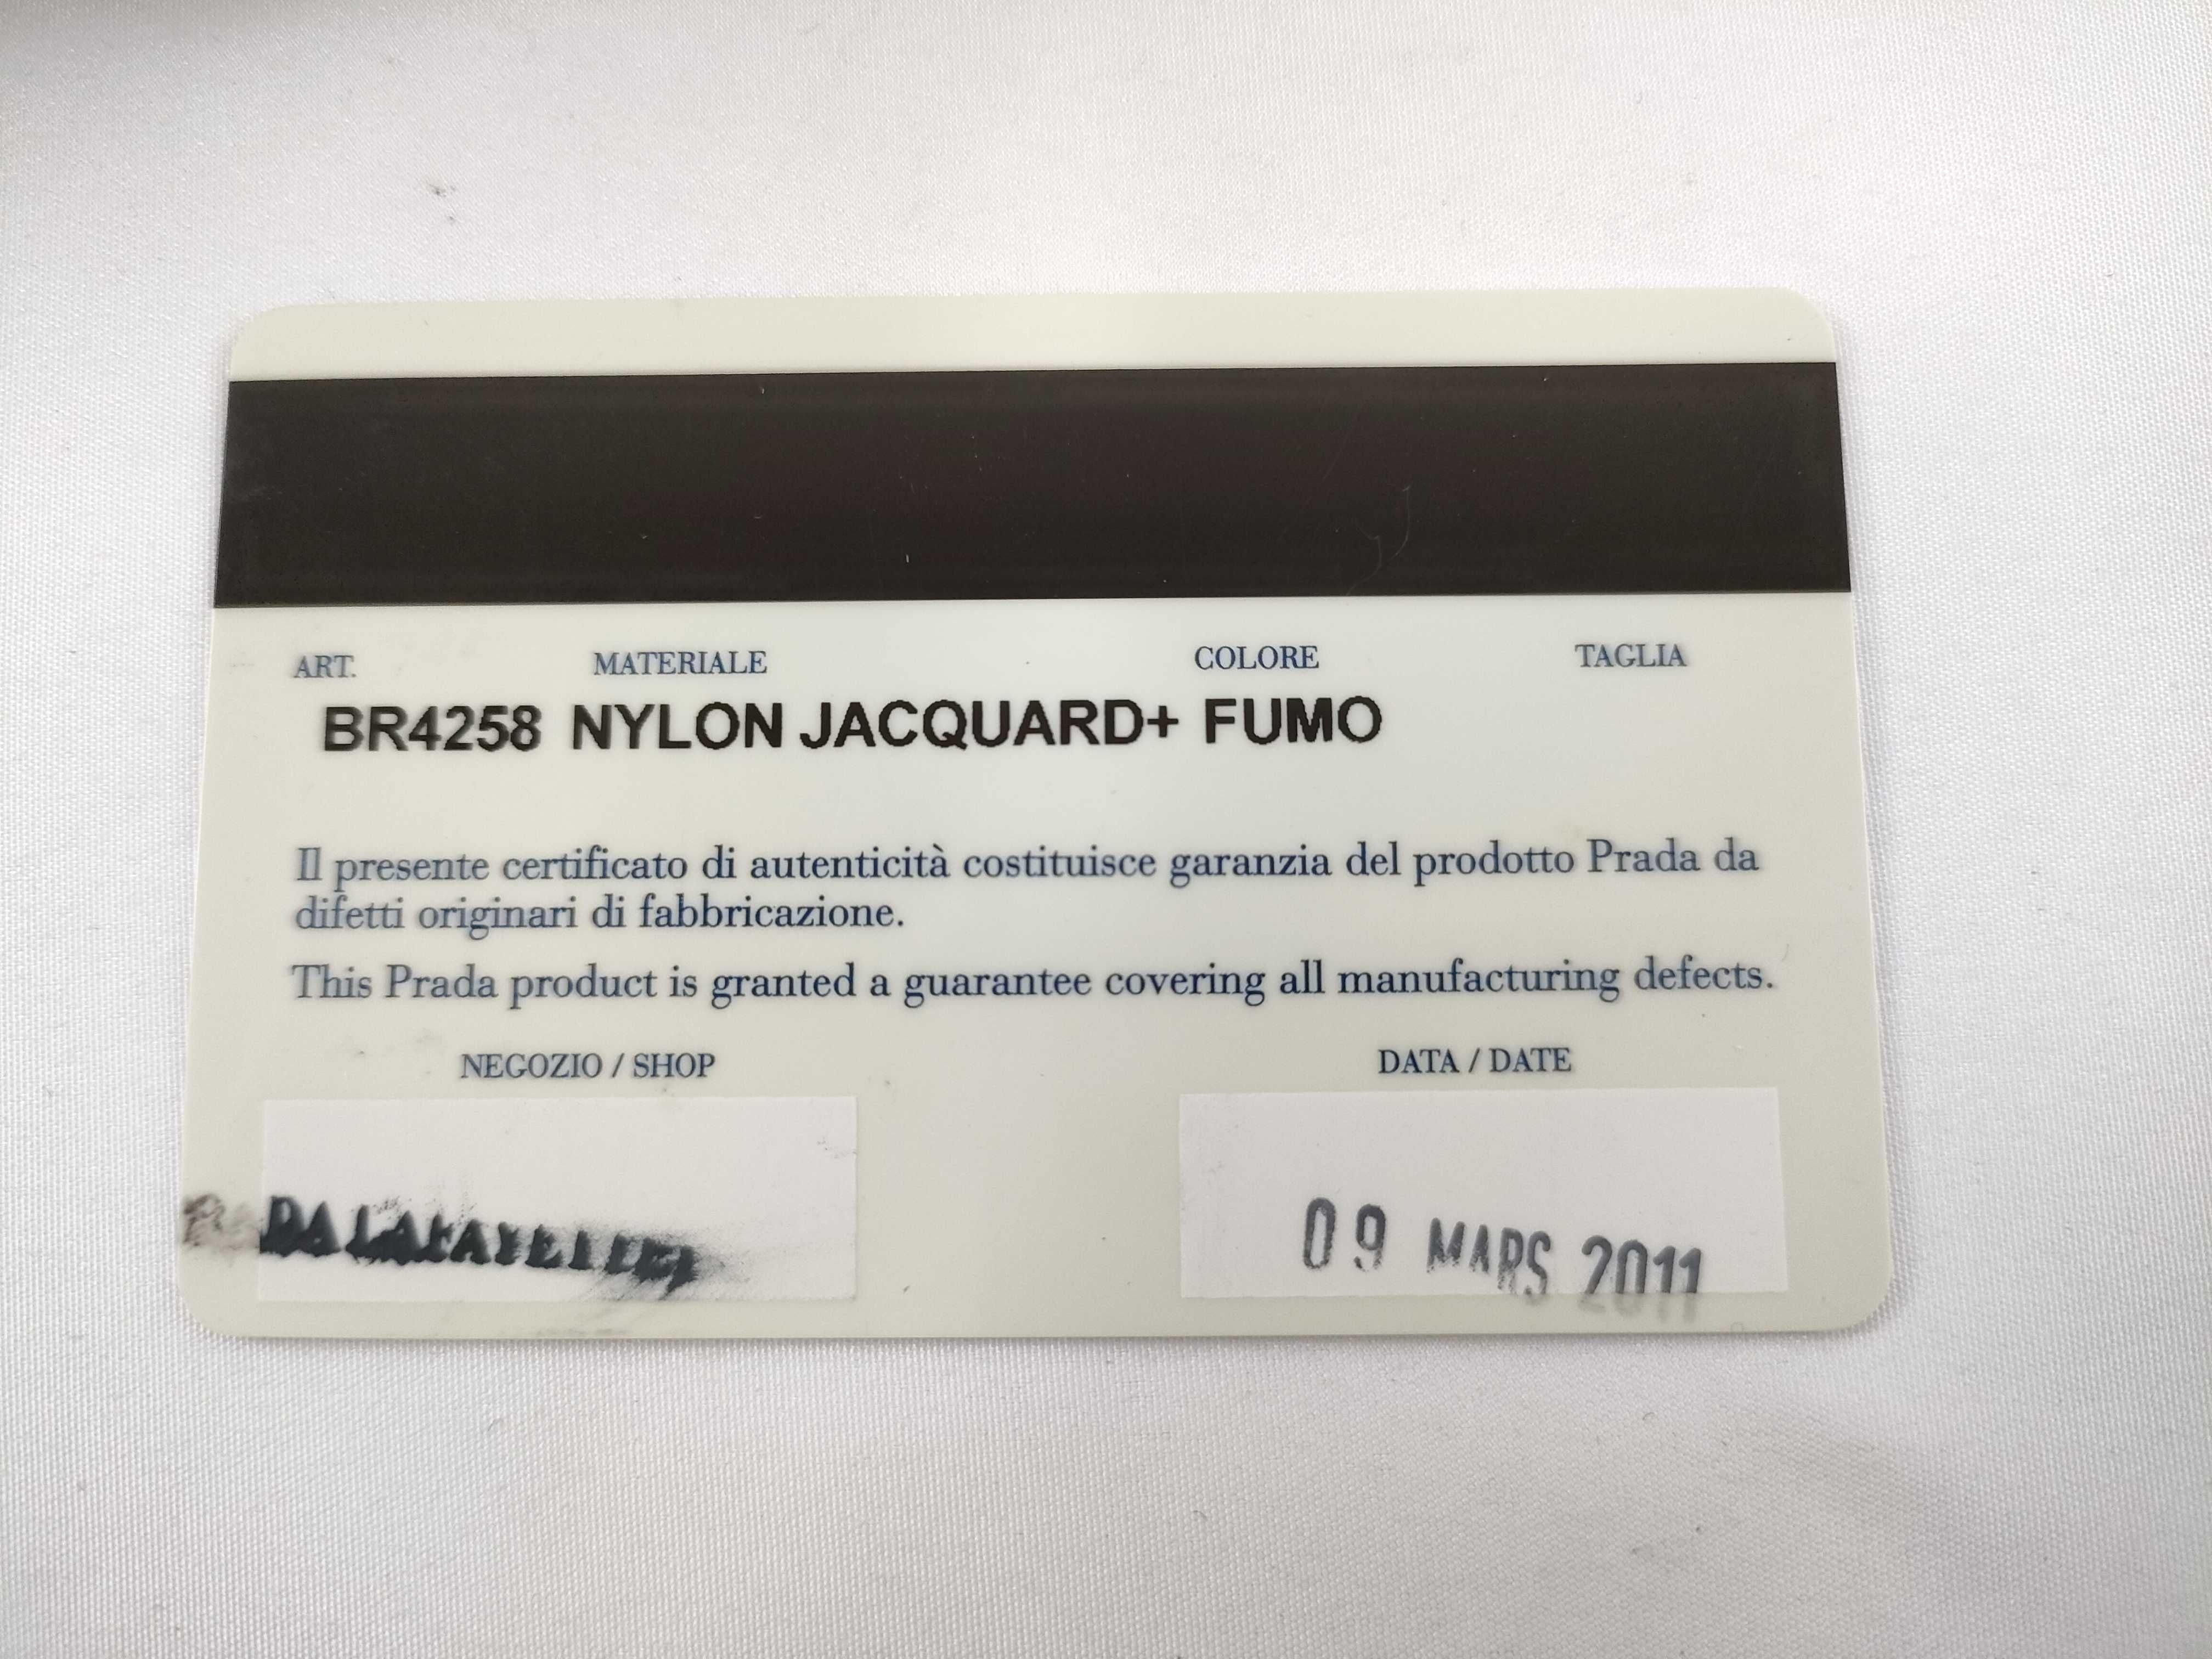 ART. MATERIALE COLORE TAGLIA
BR4258 NYLON JACQUARD+ FUMO
Il presente certificato di autenticità costituisce garanzia del prodotto Prada da
difetti originari di fabbricazione.
This Prada product is granted a guarantee covering all manufacturing defects.
NEGOZIO / SHOP DATA / DATE
09 MARS 2011